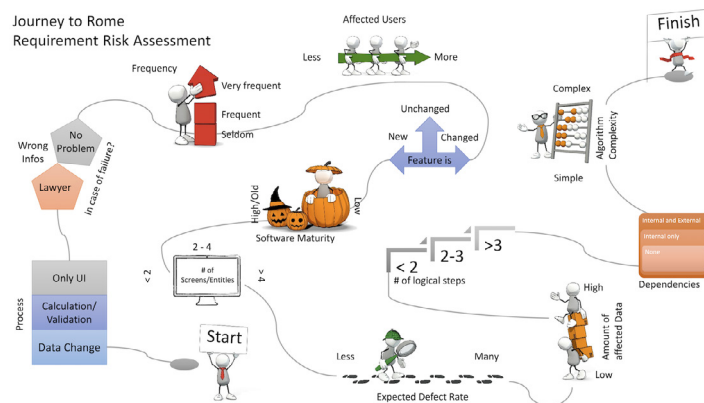 Journey to Rome
Requirement Risk Assessment
Affected Users
Less
More
Finish
Frequency
Very frequent
Frequent
Seldom
Unchanged
New
Changed
Feature is
Complex
Simple
Algorithm
Complexity
No
Problem
Wrong
Infos
Lawyer
in case of failure?
High/Old
Low
Software Maturity
2 - 4
< 2
# of
Screens/Entities
> 4
< 2
2-3
>3
# of logical steps
Internal and External
Internal only
None
Dependencies
Process
Only UI
Calculation/
Validation
Data Change
Start
Less
Many
Expected Defect Rate
High
Low
Amount of
affected Data